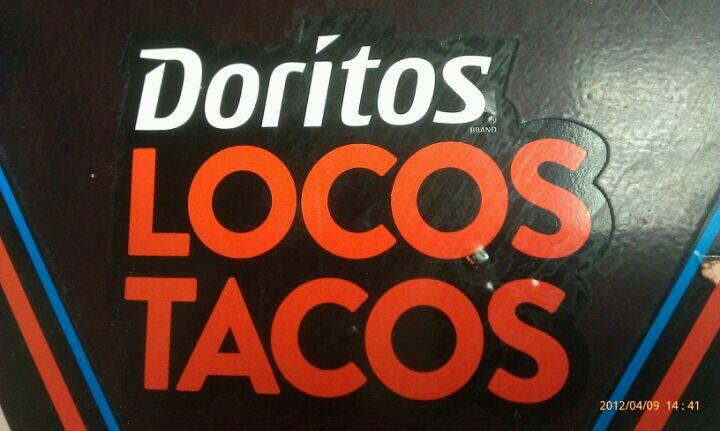 Doritos
® BRAND
LOCOS
TACOS
2012/04/09 14:41